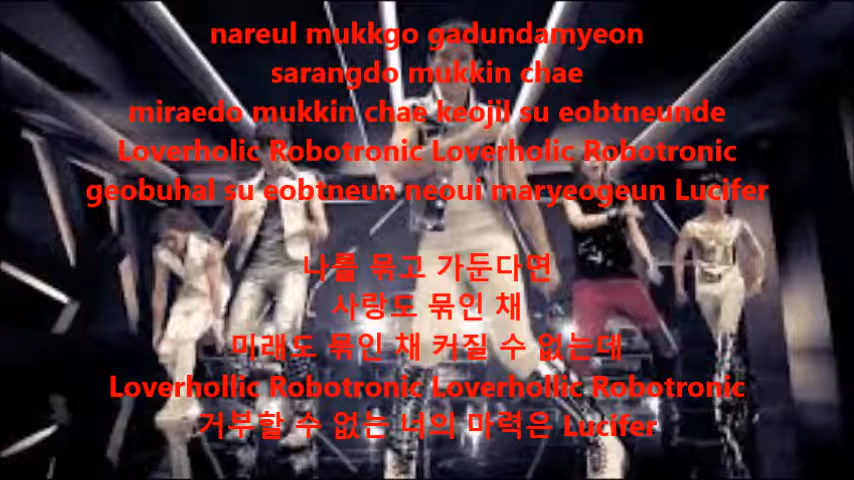 nareul mukkgo gadundamyeon
sarangdo mukkin chae
miraedo mukkin chae keojil su eobtneunde
Loverholic Robotronic Loverholic Robotronic
geobuhal su eobtneun neoui maryeogeun Lucifer
나를 묶고 가둔다면
사랑도 묶인 채
미래도 묶인 채 커질 수 없는데
Loverhollic Robotronic Loverhollic Robotronic
거부할 수 없는 너의 마력은 Lucifer